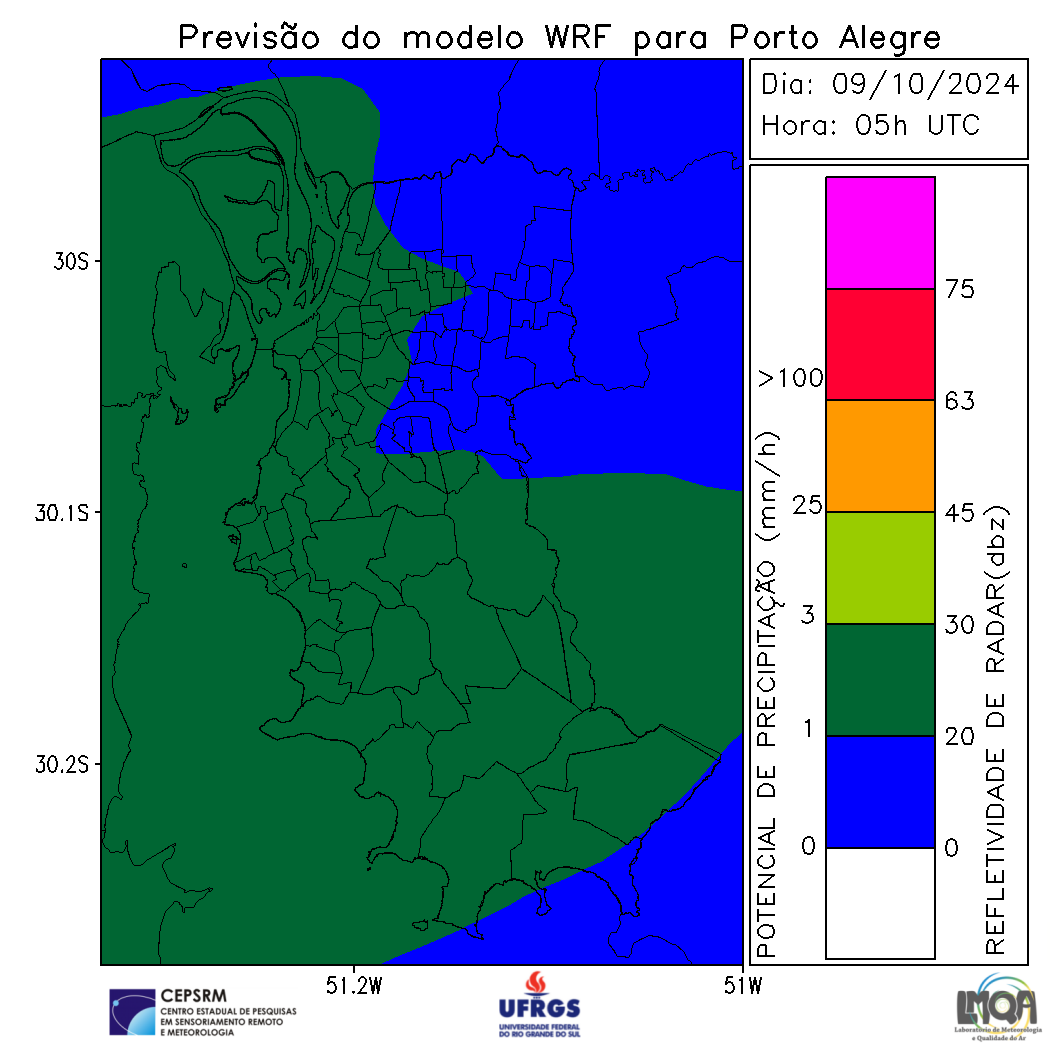 Previsão do modelo WRF para Porto Alegre
Dia: 09/10/2024
Hora: 05h UTC
30S
30.1S
30.2S
51.2W
51W
POTENCIAL DE PRECIPITAÇÃO (mm/h)
>100
25
3
1
0
75
63
45
30
20
0
REFLETIVIDADE DE RADAR(dbz)
CEPSRM
CENTRO ESTADUAL DE PESQUISAS
EM SENSORIAMENTO REMOTO
E METEOROLOGIA
UFRGS
UNIVERSIDADE FEDERAL
DO RIO GRANDE DO SUL
LMQA
Laboratório de Meteorologia
e Qualidade do Ar